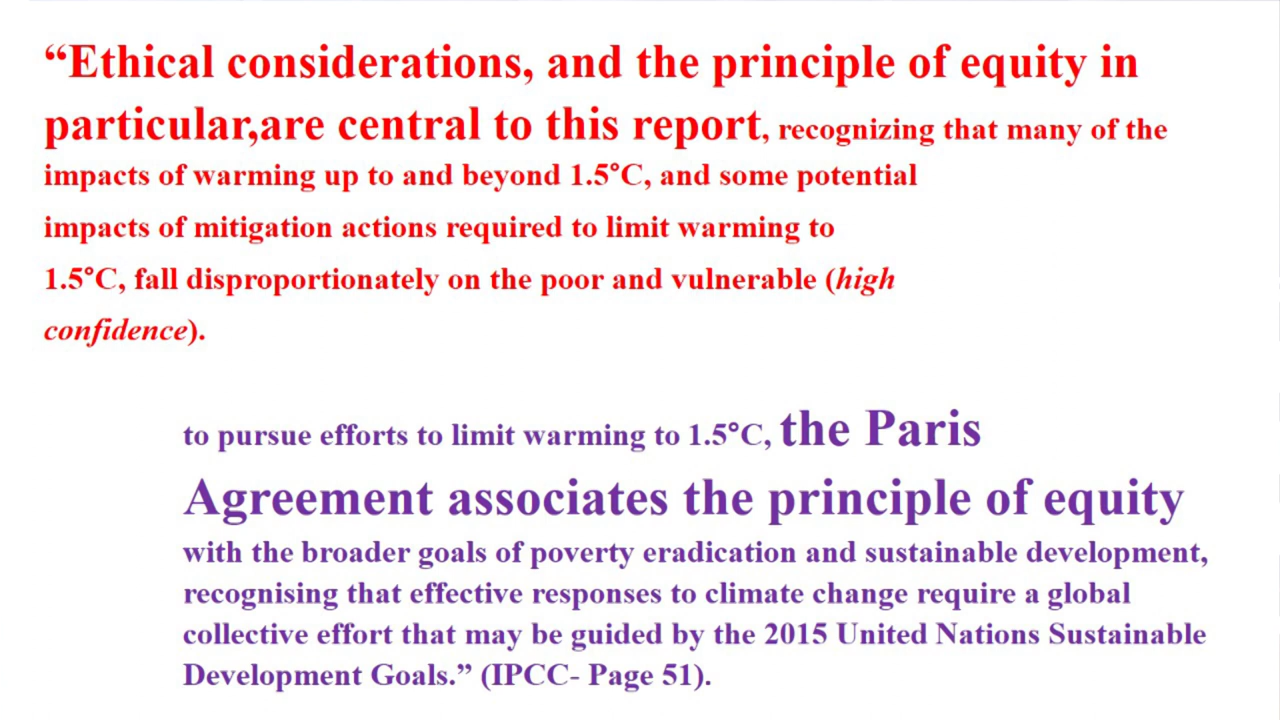 “Ethical considerations, and the principle of equity in
particular,are central to this report, recognizing that many of the
impacts of warming up to and beyond 1.5°C, and some potential
impacts of mitigation actions required to limit warming to
1.5°C, fall disproportionately on the poor and vulnerable (high
confidence).
to pursue efforts to limit warming to 1.5°C, the Paris
Agreement associates the principle of equity
with the broader goals of poverty eradication and sustainable development,
recognising that effective responses to climate change require a global
collective effort that may be guided by the 2015 United Nations Sustainable
Development Goals.” (IPCC- Page 51).